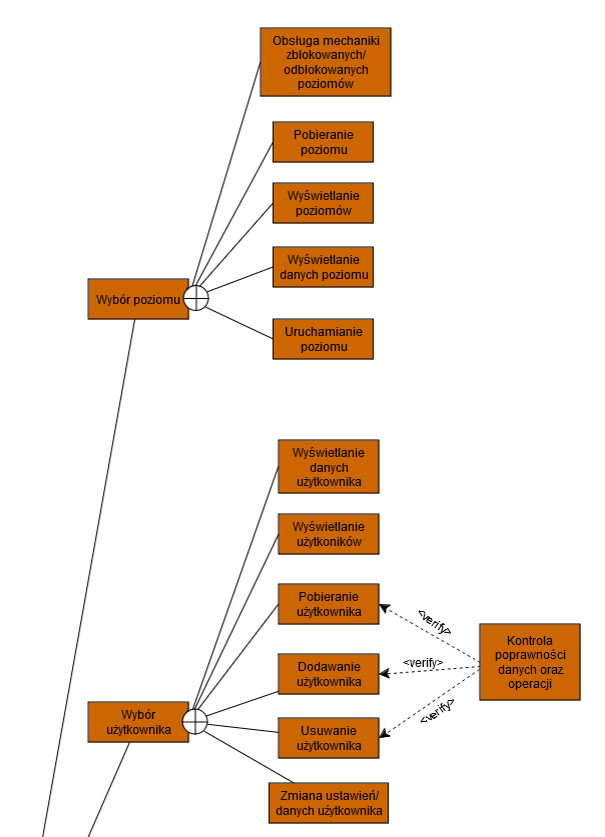 Obsługa mechaniki
zblokowanych/
odblokowanych
poziomów
Pobieranie
poziomu
Wyświetlanie
poziomów
Wyświetlanie
danych poziomu
Wybór poziomu
Uruchamianie
poziomu
Wyświetlanie
danych
użytkownika
Wyświetlanie
użytkoników
Pobieranie
użytkownika
<verify>
Kontrola
poprawności
danych oraz
operacji
Dodawanie
użytkownika
<verify>
<verify>
Wybór
użytkownika
Usuwanie
użytkownika
Zmiana ustawień/
danych użytkownika